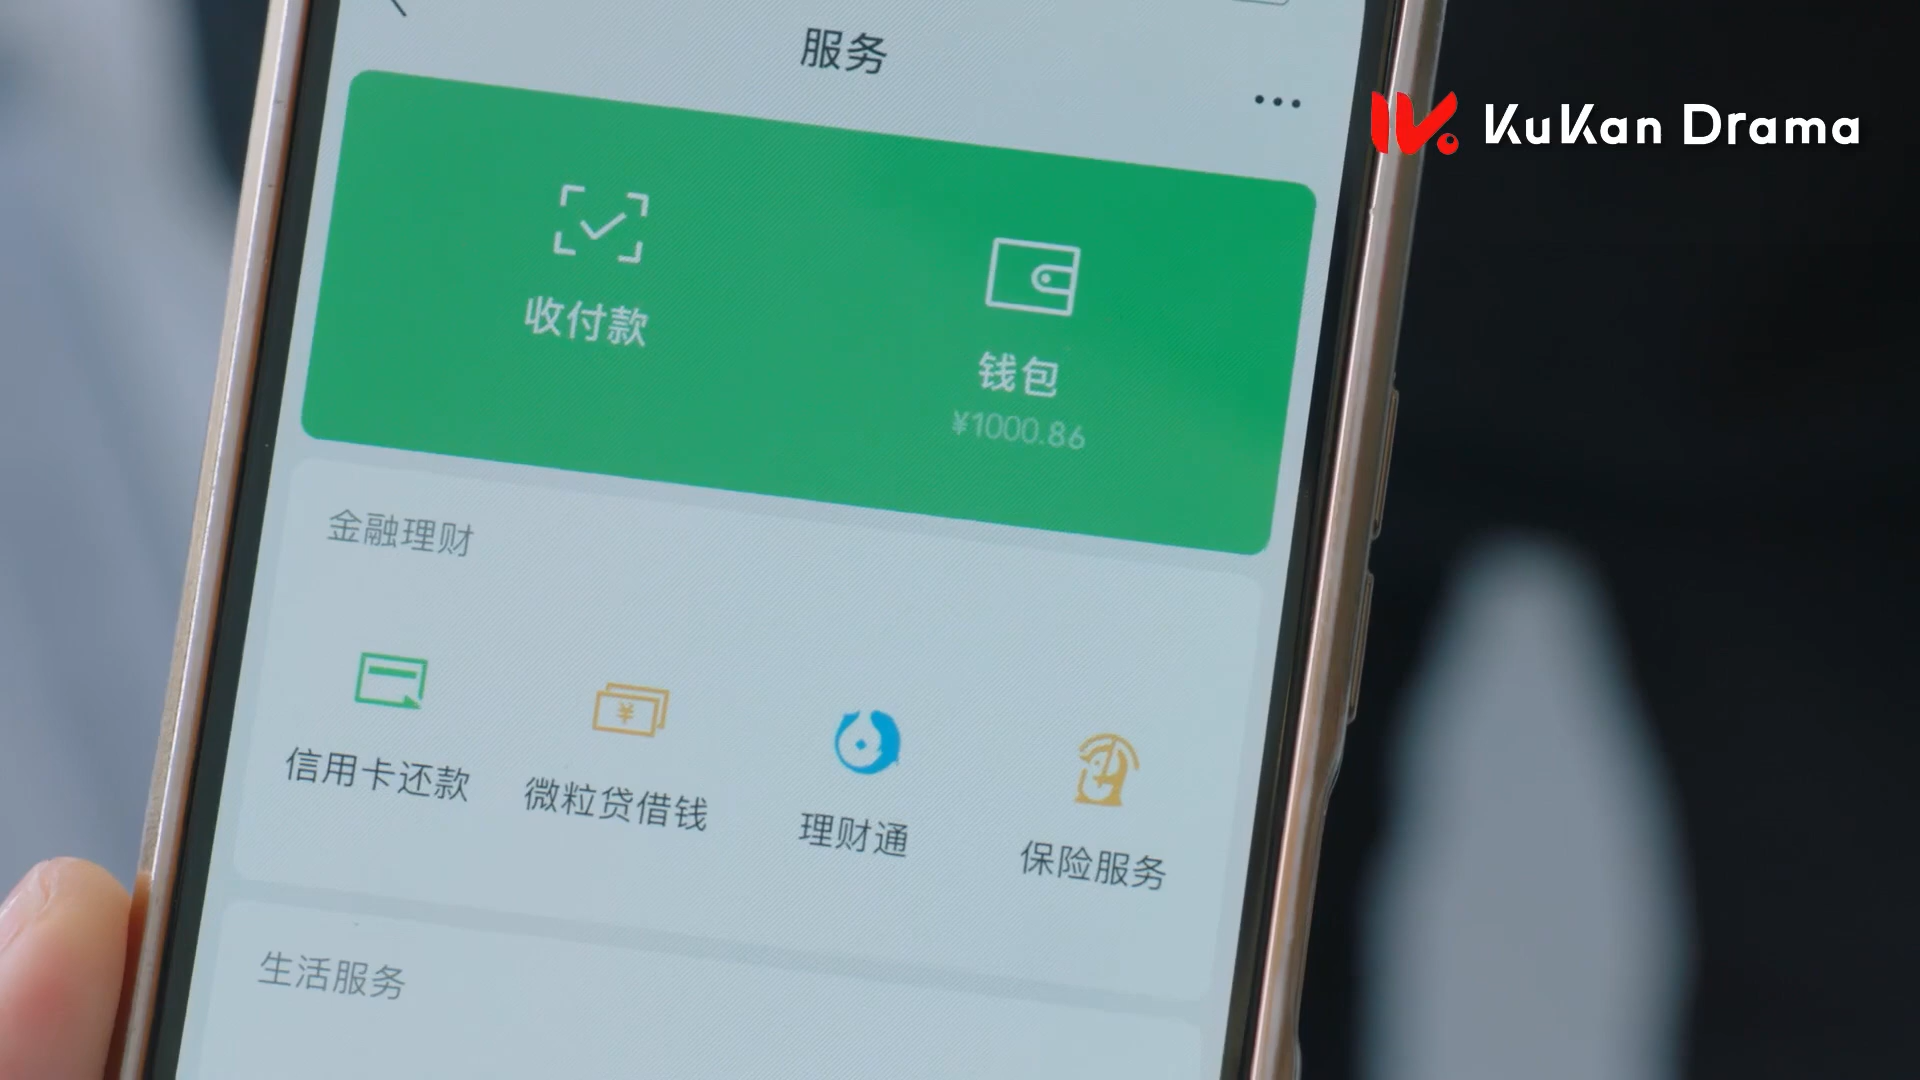 服务
KuKan Drama
收付款
钱包
¥1000.86
金融理财
信用卡还款
微粒贷借钱
理财通
保险服务
生活服务